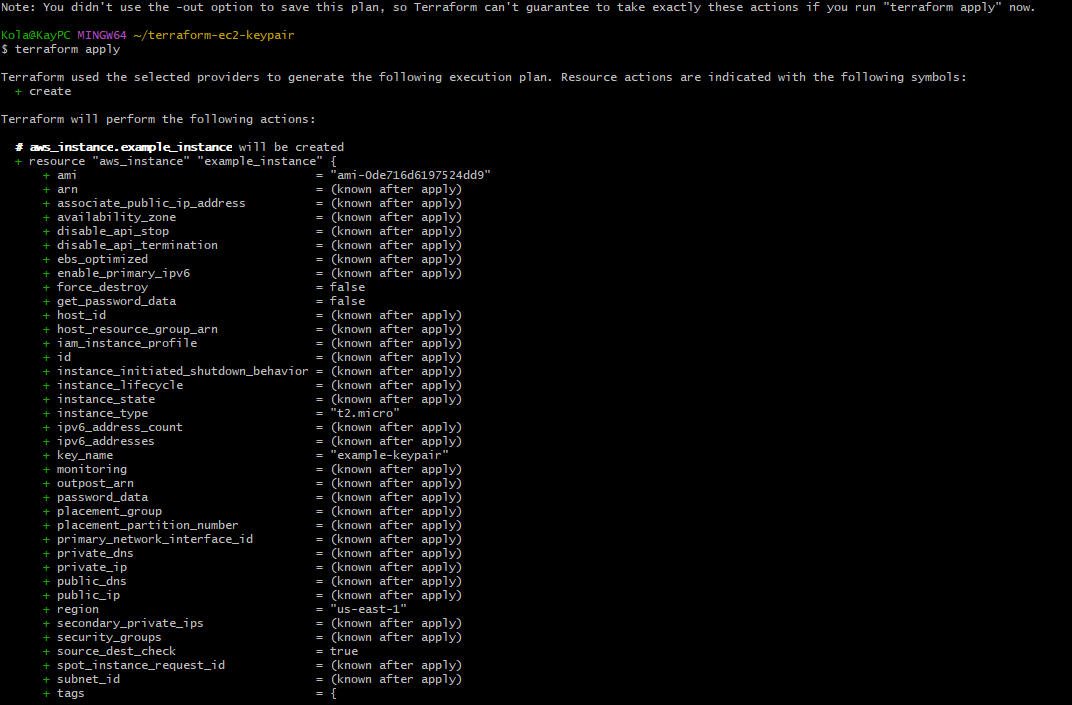 Note: You didn't use the -out option to save this plan, so Terraform can't guarantee to take exactly these actions if you run "terraform apply" now.
Kola@KayPC MINGW64 ~/terraform-ec2-keypair
$ terraform apply
Terraform used the selected providers to generate the following execution plan. Resource actions are indicated with the following symbols:
+ create
Terraform will perform the following actions:
# aws_instance.example_instance will be created
+ resource "aws_instance" "example_instance" {
+ ami = "ami-0de716d6197524dd9"
+ arn = (known after apply)
+ associate_public_ip_address = (known after apply)
+ availability_zone = (known after apply)
+ disable_api_stop = (known after apply)
+ disable_api_termination = (known after apply)
+ ebs_optimized = (known after apply)
+ enable_primary_ipv6 = (known after apply)
+ force_destroy = false
+ get_password_data = false
+ host_id = (known after apply)
+ host_resource_group_arn = (known after apply)
+ iam_instance_profile = (known after apply)
+ id = (known after apply)
+ instance_initiated_shutdown_behavior = (known after apply)
+ instance_lifecycle = (known after apply)
+ instance_state = (known after apply)
+ instance_type = "t2.micro"
+ ipv6_address_count = (known after apply)
+ ipv6_addresses = (known after apply)
+ key_name = "example-keypair"
+ monitoring = (known after apply)
+ outpost_arn = (known after apply)
+ password_data = (known after apply)
+ placement_group = (known after apply)
+ placement_partition_number = (known after apply)
+ primary_network_interface_id = (known after apply)
+ private_dns = (known after apply)
+ private_ip = (known after apply)
+ public_dns = (known after apply)
+ public_ip = (known after apply)
+ region = "us-east-1"
+ secondary_private_ips = (known after apply)
+ security_groups = (known after apply)
+ source_dest_check = true
+ spot_instance_request_id = (known after apply)
+ subnet_id = (known after apply)
+ tags = {